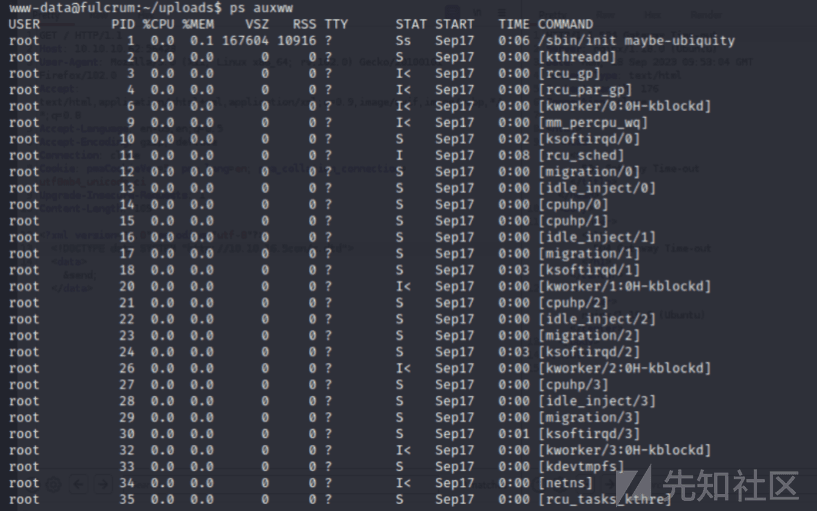 www-data@fulcrum:~/uploads$ ps auxww
USER PID %CPU %MEM VSZ RSS TTY STAT START TIME COMMAND
root 1 0.0 0.1 167604 10916 ? Ss Sep17 0:06 /sbin/init maybe-ubiquity
root 2 0.0 0.0 0 0 ? S Sep17 0:00 [kthreadd]
root 3 0.0 0.0 0 0 ? I< Sep17 0:00 [rcu_gp]
root 4 0.0 0.0 0 0 ? I< Sep17 0:00 [rcu_par_gp]
root 6 0.0 0.0 0 0 ? I< Sep17 0:00 [kworker/0:0H-kblockd]
root 9 0.0 0.0 0 0 ? I< Sep17 0:00 [mm_percpu_wq]
root 10 0.0 0.0 0 0 ? S Sep17 0:02 [ksoftirqd/0]
root 11 0.0 0.0 0 0 ? I Sep17 0:08 [rcu_sched]
root 12 0.0 0.0 0 0 ? S Sep17 0:00 [migration/0]
root 13 0.0 0.0 0 0 ? S Sep17 0:00 [idle_inject/0]
root 14 0.0 0.0 0 0 ? S Sep17 0:00 [cpuhp/0]
root 15 0.0 0.0 0 0 ? S Sep17 0:00 [cpuhp/1]
root 16 0.0 0.0 0 0 ? S Sep17 0:00 [idle_inject/1]
root 17 0.0 0.0 0 0 ? S Sep17 0:00 [migration/1]
root 18 0.0 0.0 0 0 ? S Sep17 0:03 [ksoftirqd/1]
root 20 0.0 0.0 0 0 ? I< Sep17 0:00 [kworker/1:0H-kblockd]
root 21 0.0 0.0 0 0 ? S Sep17 0:00 [cpuhp/2]
root 22 0.0 0.0 0 0 ? S Sep17 0:00 [idle_inject/2]
root 23 0.0 0.0 0 0 ? S Sep17 0:00 [migration/2]
root 24 0.0 0.0 0 0 ? S Sep17 0:03 [ksoftirqd/2]
root 26 0.0 0.0 0 0 ? I< Sep17 0:00 [kworker/2:0H-kblockd]
root 27 0.0 0.0 0 0 ? S Sep17 0:00 [cpuhp/3]
root 28 0.0 0.0 0 0 ? S Sep17 0:00 [idle_inject/3]
root 29 0.0 0.0 0 0 ? S Sep17 0:00 [migration/3]
root 30 0.0 0.0 0 0 ? S Sep17 0:01 [ksoftirqd/3]
root 32 0.0 0.0 0 0 ? I< Sep17 0:00 [kworker/3:0H-kblockd]
root 33 0.0 0.0 0 0 ? S Sep17 0:00 [kdevtmpfs]
root 34 0.0 0.0 0 0 ? I< Sep17 0:00 [netns]
root 35 0.0 0.0 0 0 ? S Sep17 0:00 [rcu_tasks_kthre]
先知社区